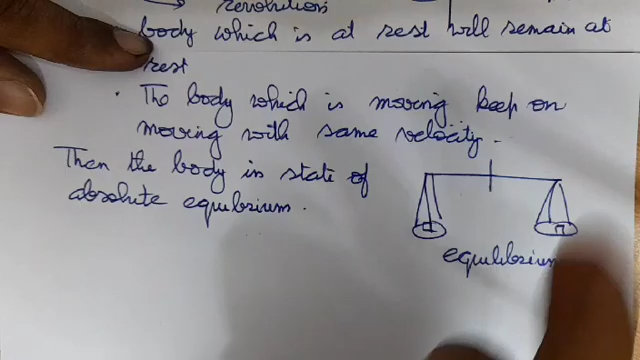 revolution
body which is at rest will remain at
rest
• The body which is moving keep on
moving with same velocity.
Then the body in state of
absolute equlibrium.
equilibrium